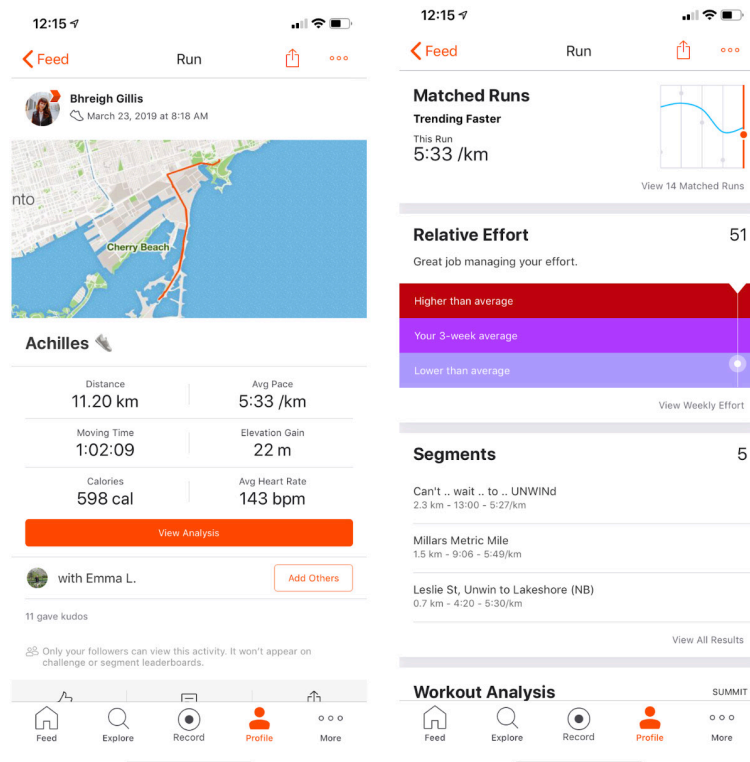 12:15
Feed
Run
Bhreigh Gillis
March 23, 2019 at 8:18 AM
nto
Cherry Beach
Achilles 👟
Distance
11.20 km
Avg Pace
5:33 /km
Moving Time
1:02:09
Elevation Gain
22 m
Calories
598 cal
Avg Heart Rate
143 bpm
View Analysis
with Emma L.
Add Others
11 gave kudos
Only your followers can view this activity. It won't appear on
challenge or segment leaderboards.
Feed
Explore
Record
Profile
More
12:15
Feed
Run
Matched Runs
Trending Faster
This Run
5:33 /km
View 14 Matched Runs
Relative Effort
51
Great job managing your effort.
Higher than average
Your 3-week average
Lower than average
View Weekly Effort
Segments
5
Can't .. wait .. to .. UNWINd
2.3 km - 13:00 - 5:27/km
Millars Metric Mile
1.5 km - 9:06 - 5:49/km
Leslie St, Unwin to Lakeshore (NB)
0.7 km - 4:20 - 5:30/km
View All Results
Workout Analysis
SUMMIT
Feed
Explore
Record
Profile
More